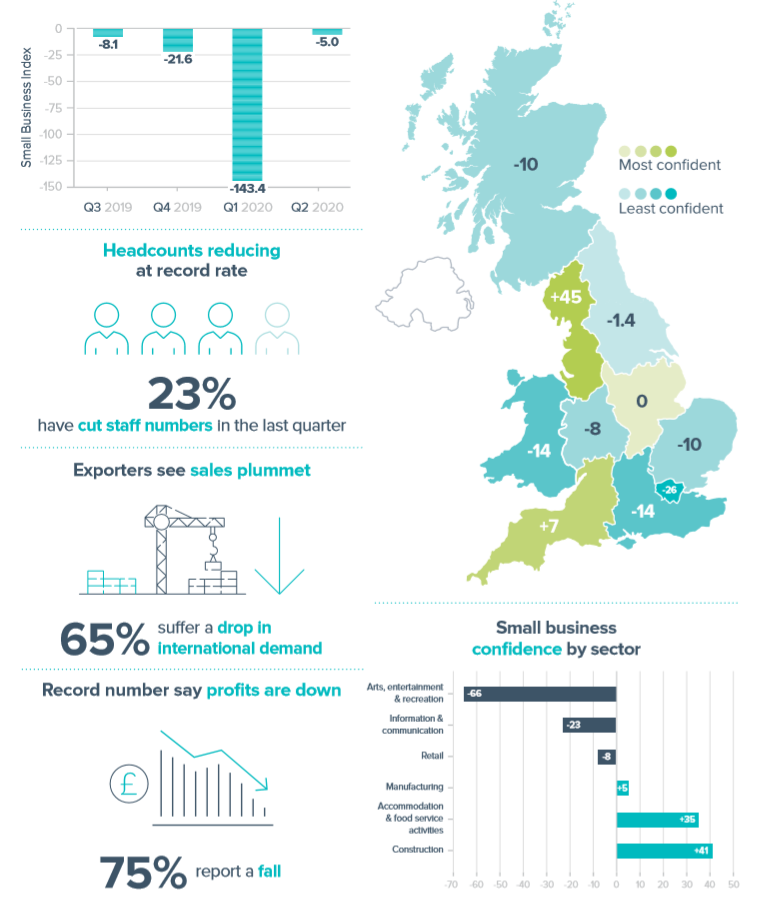 Small Business Index
0
-25
-50
-75
-100
-125
-150
-8.1
-21.6
-143.4
-5.0
Q3 2019
Q4 2019
Q1 2020
Q2 2020
Headcounts reducing
at record rate
23%
have cut staff numbers in the last quarter
Exporters see sales plummet
65%
suffer a drop in
international demand
Record number say profits are down
£
75% report a fall
-10
Most confident
Least confident
+45
-1.4
0
-8
-14
-10
-26
-14
+7
Small business
confidence by sector
Arts, entertainment
& recreation
-66
Information &
communication
-23
Retail
-8
Manufacturing
+5
Accommodation
& food service
activities
+35
Construction
+41
-70 -60 -50 -40 -30 -20 -10 0 10 20 30 40 50